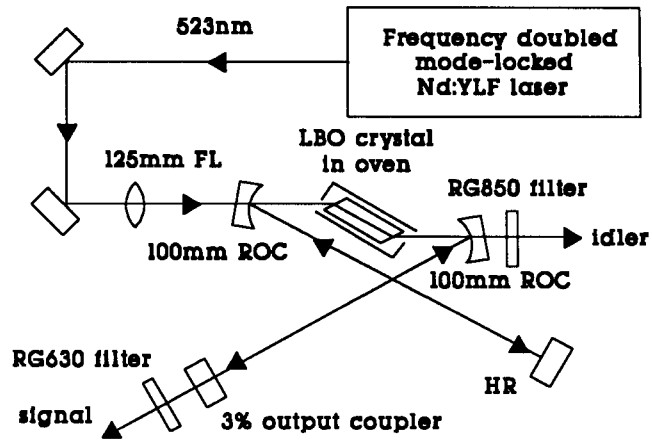 523nm
Frequency doubled
mode-locked
Nd:YLF laser
LBO crystal
in oven
125mm FL
RG850 filter
idler
100mm ROC
100mm ROC
RG630 filter
HR
signal
3% output coupler